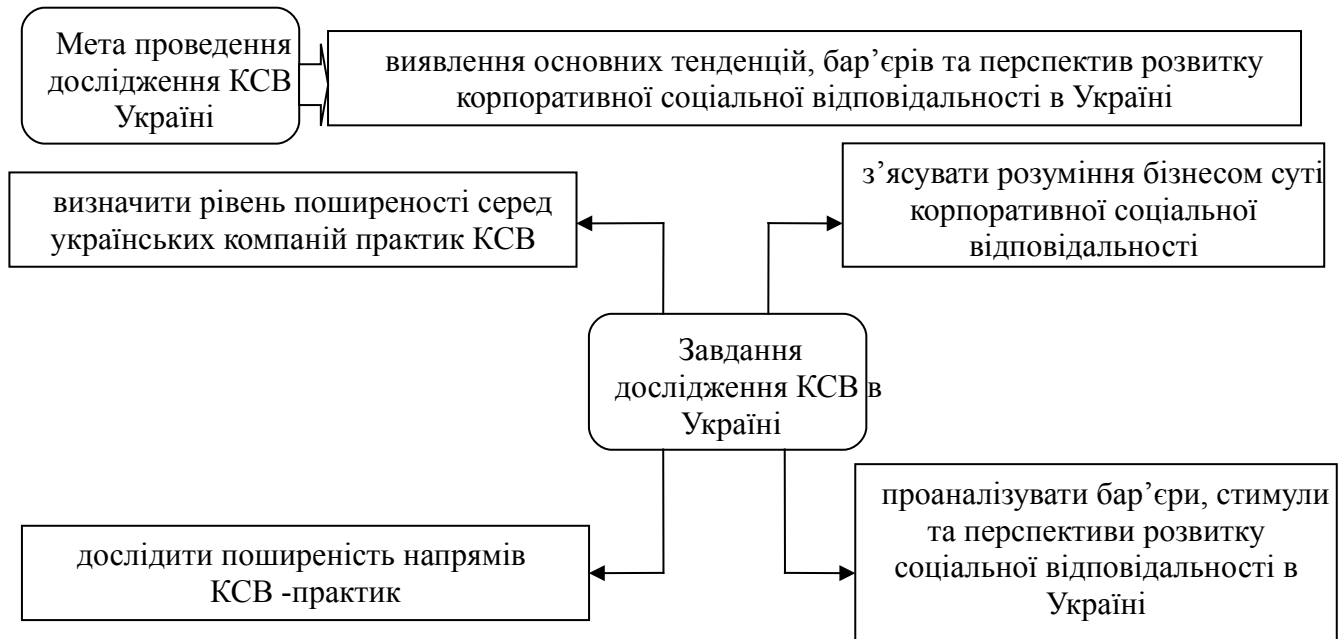 Мета проведення
дослідження КСВ
Україні
виявлення основних тенденцій, бар’єрів та перспектив розвитку
корпоративної соціальної відповідальності в Україні
визначити рівень поширеності серед
українських компаній практик КСВ
з’ясувати розуміння бізнесом суті
корпоративної соціальної
відповідальності
Завдання
дослідження КСВ в
Україні
дослідити поширеність напрямів
КСВ -практик
проаналізувати бар’єри, стимули
та перспективи розвитку
соціальної відповідальності в
Україні